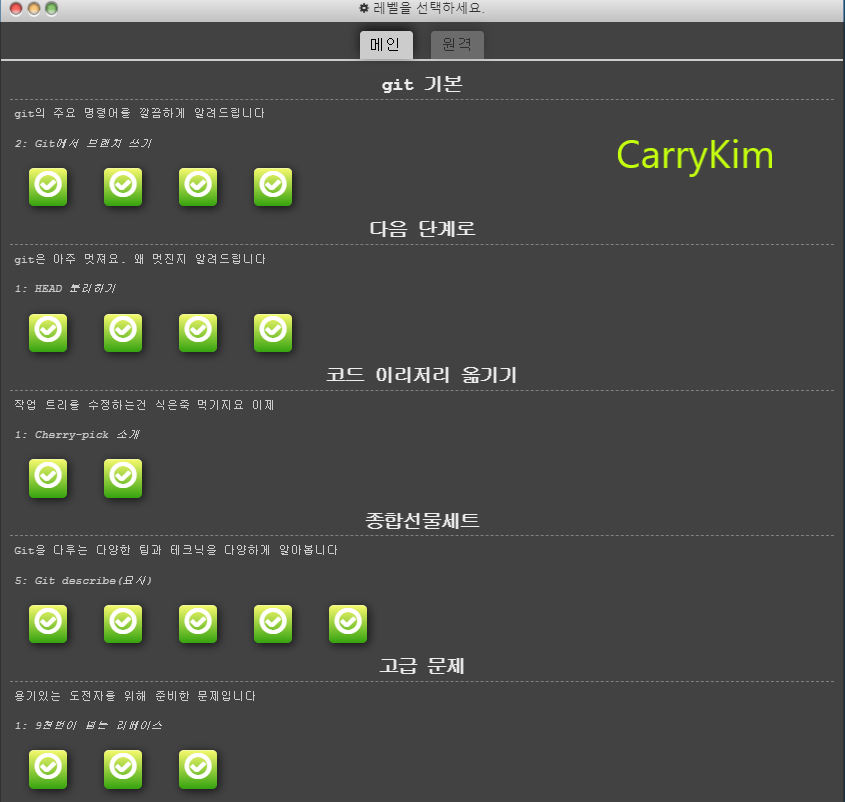 레벨을 선택하세요.
메인 원격
git 기본
git의 주요 명령어를 깔끔하게 알려드립니다
CarryKim
2: Git에서 브랜치 쓰기
다음 단계로
git은 아주 멋져요. 왜 멋진지 알려드립니다
1: HEAD 분리하기
코드 이리저리 옮기기
작업 트리를 수정하는건 식은죽 먹기지요 이제
1: Cherry-pick 소개
종합선물세트
Git을 다루는 다양한 팁과 테크닉을 다양하게 알아봅니다
5: Git describe(묘사)
고급 문제
용기있는 도전자를 위해 준비한 문제입니다
1: 9천번이 넘는 리베이스